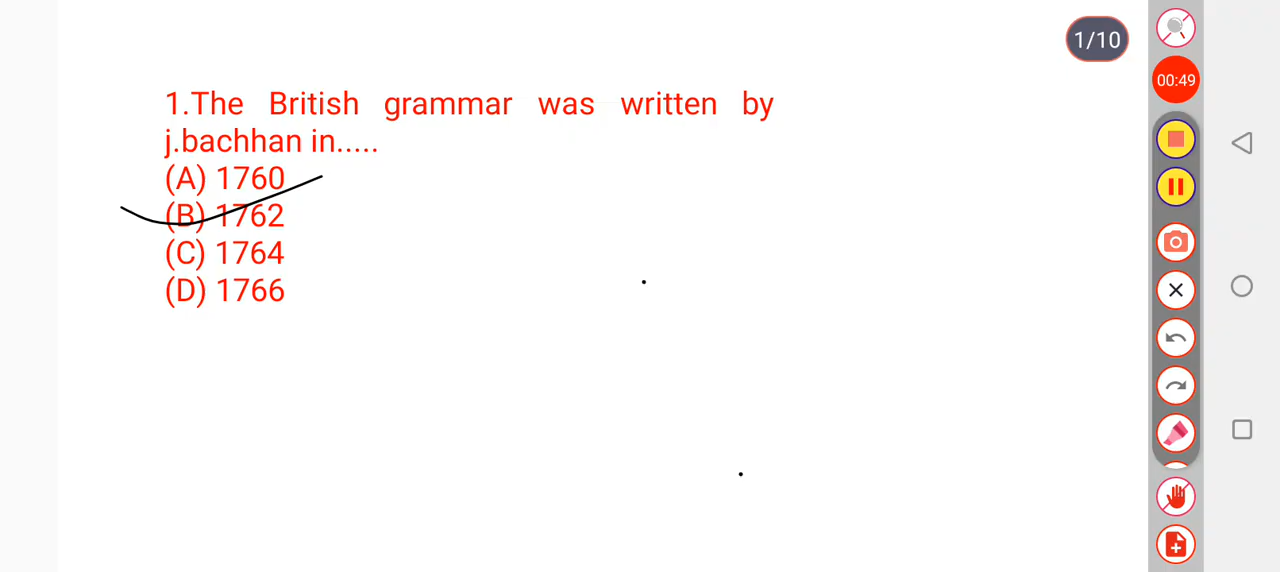 1/10
00:49
1.The British grammar was written by
j.bachhan in.....
(A) 1760
(B) 1762
(C) 1764
(D) 1766